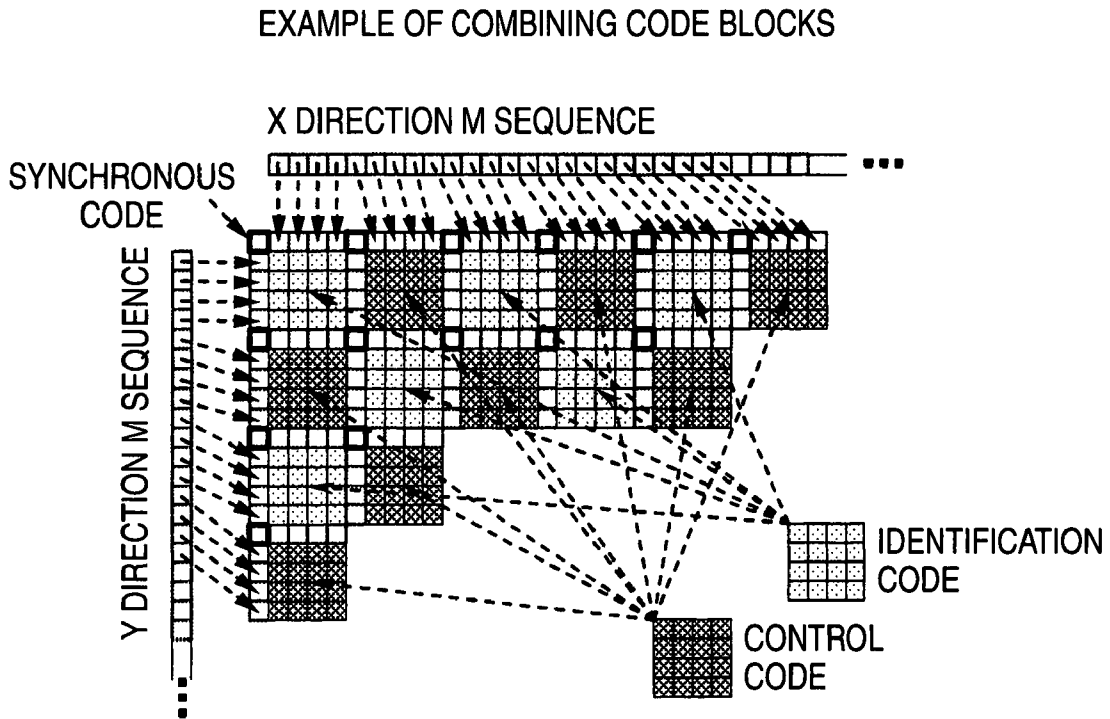 EXAMPLE OF COMBINING CODE BLOCKS
X DIRECTION M SEQUENCE
SYNCHRONOUS
CODE
Y DIRECTION M SEQUENCE
IDENTIFICATION
CODE
CONTROL
CODE